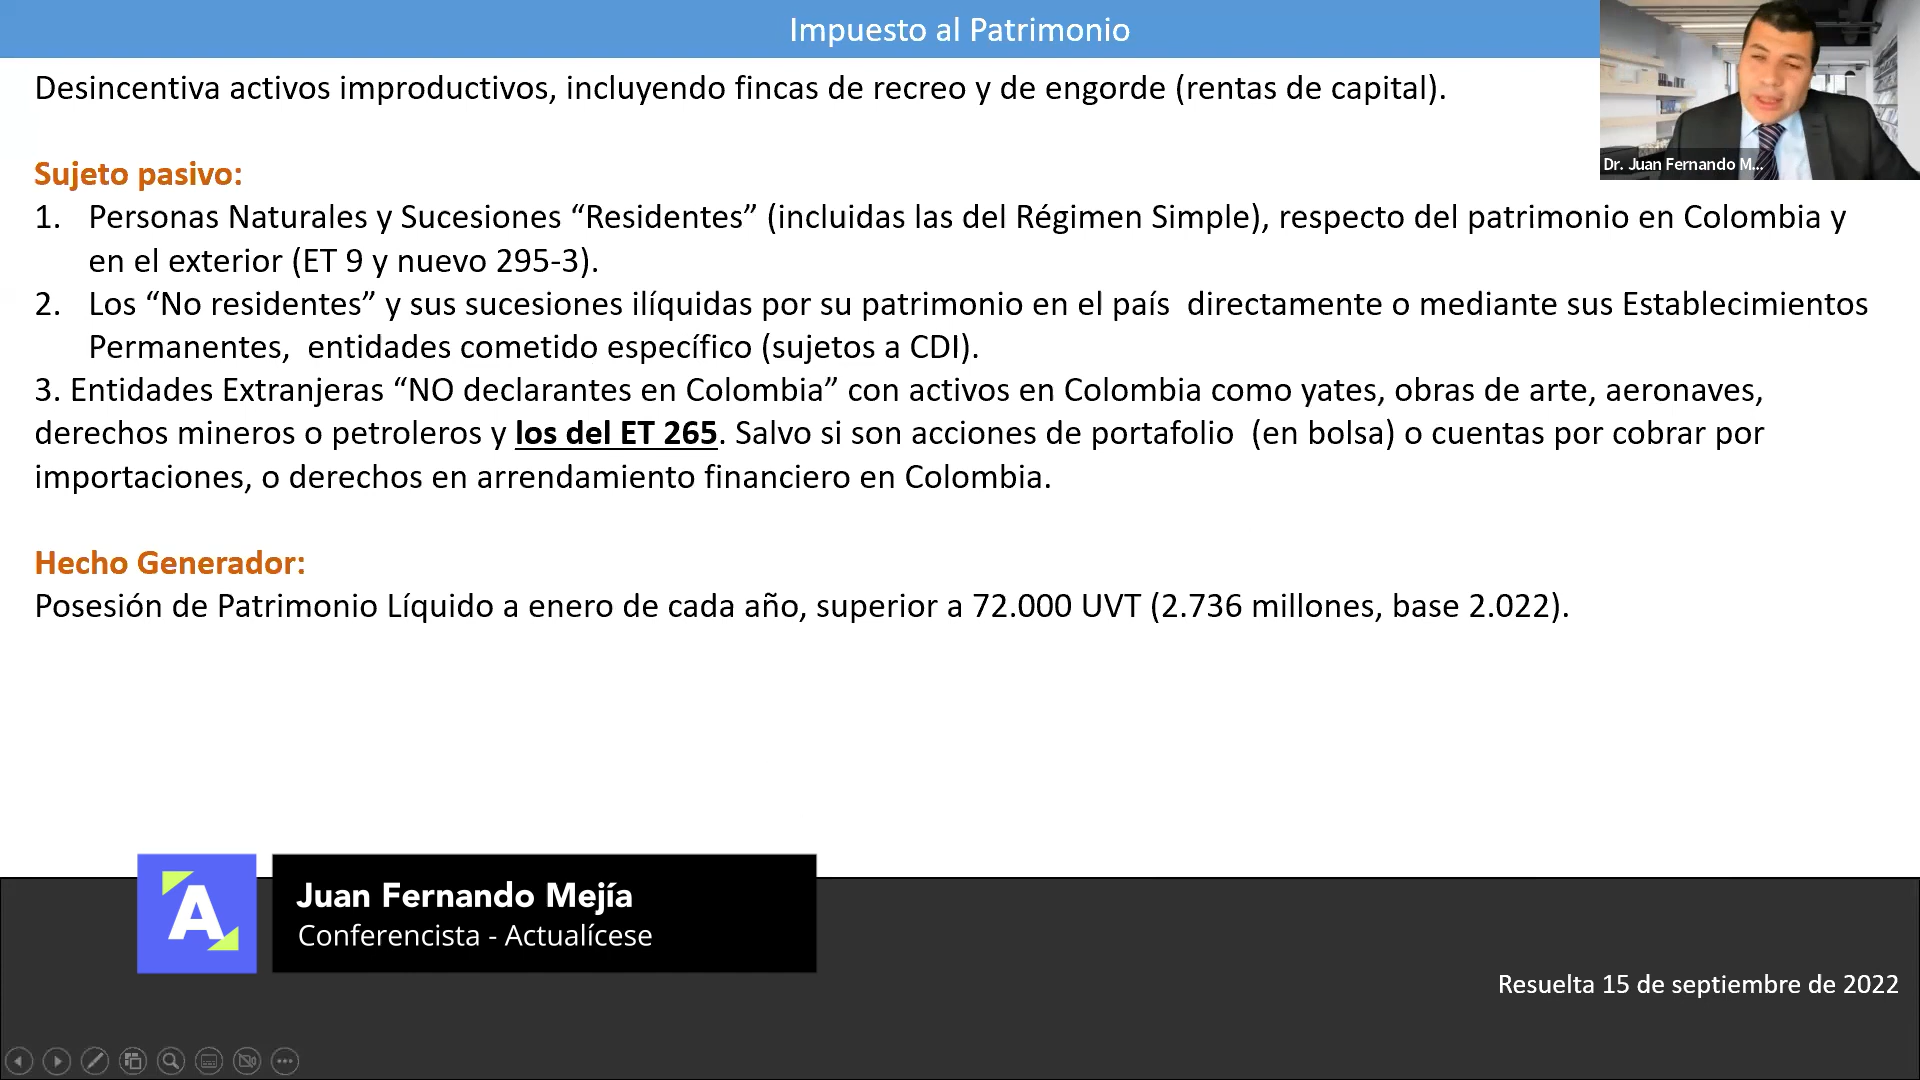 Impuesto al Patrimonio
Desincentiva activos improductivos, incluyendo fincas de recreo y de engorde (rentas de capital).
Dr. Juan Fernando M...
Sujeto pasivo:
1. Personas Naturales y Sucesiones “Residentes” (incluidas las del Régimen Simple), respecto del patrimonio en Colombia y
en el exterior (ET 9 y nuevo 295-3).
2. Los “No residentes” y sus sucesiones ilíquidas por su patrimonio en el país directamente o mediante sus Establecimientos
Permanentes, entidades cometido específico (sujetos a CDI).
3. Entidades Extranjeras “NO declarantes en Colombia” con activos en Colombia como yates, obras de arte, aeronaves,
derechos mineros o petroleros y los del ET 265. Salvo si son acciones de portafolio (en bolsa) o cuentas por cobrar por
importaciones, o derechos en arrendamiento financiero en Colombia.
Hecho Generador:
Posesión de Patrimonio Líquido a enero de cada año, superior a 72.000 UVT (2.736 millones, base 2.022).
A
Juan Fernando Mejía
Conferencista - Actualícese
Resuelta 15 de septiembre de 2022